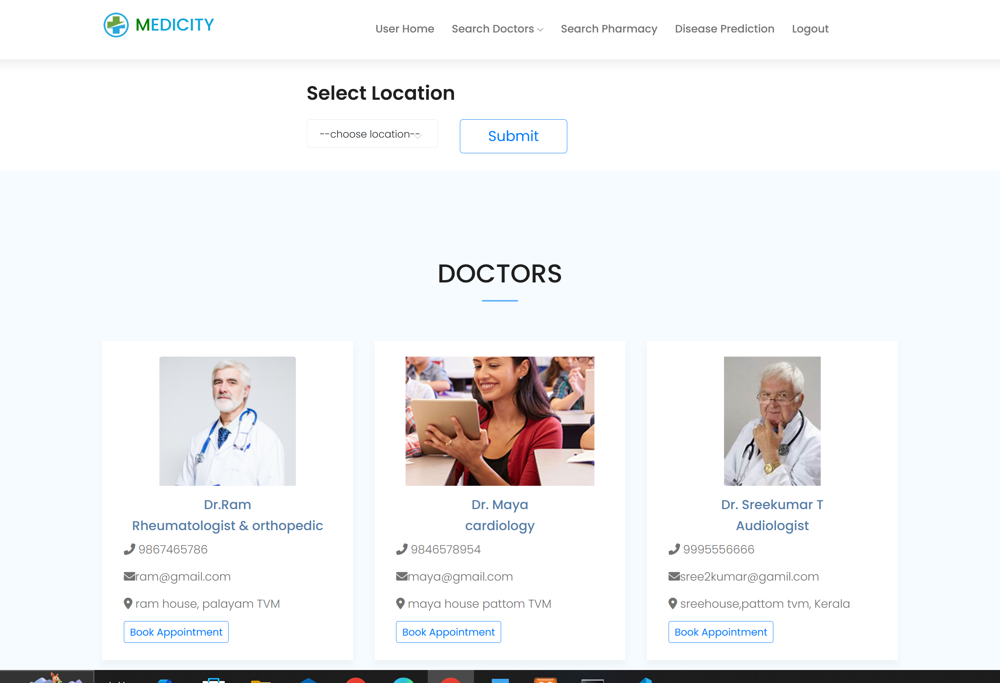 MEDICITY
User Home Search Doctors Search Pharmacy Disease Prediction Logout
Select Location
--choose location-- Submit
DOCTORS
Dr.Ram
Rheumatologist & orthopedic
9867465786
ram@gmail.com
ram house, palayam TVM
Book Appointment
Dr. Maya
cardiology
9846578954
maya@gmail.com
maya house pattom TVM
Book Appointment
Dr. Sreekumar T
Audiologist
9995556666
sree2kumar@gamil.com
sreehouse,pattom tvm, Kerala
Book Appointment